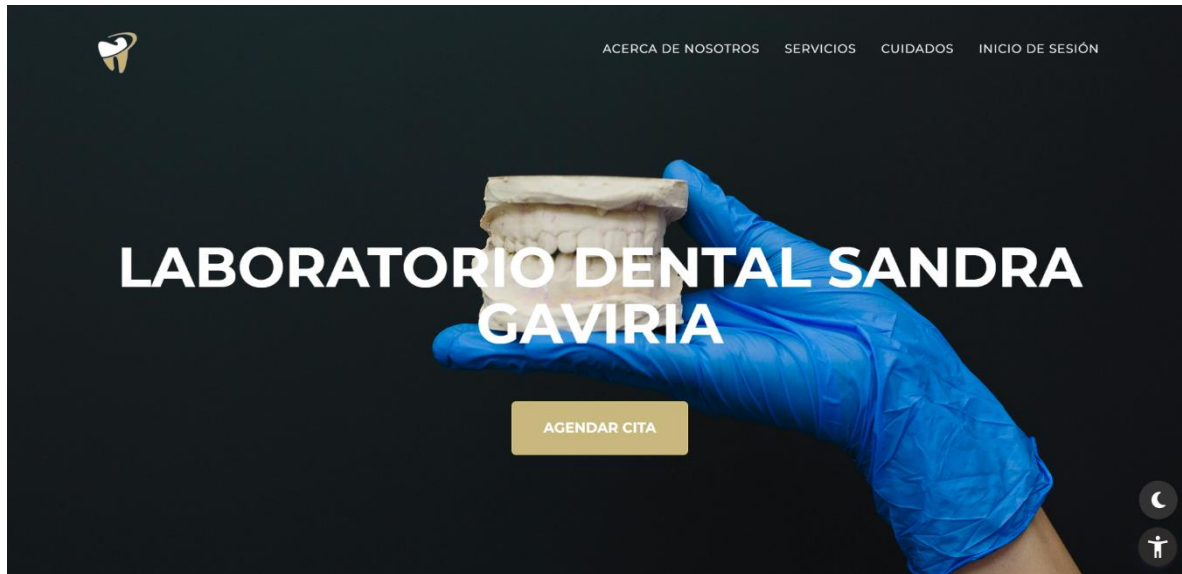 ACERCA DE NOSOTROS SERVICIOS CUIDADOS INICIO DE SESIÓN
LABORATORIO DENTAL SANDRA
GAVIRIA
AGENDAR CITA